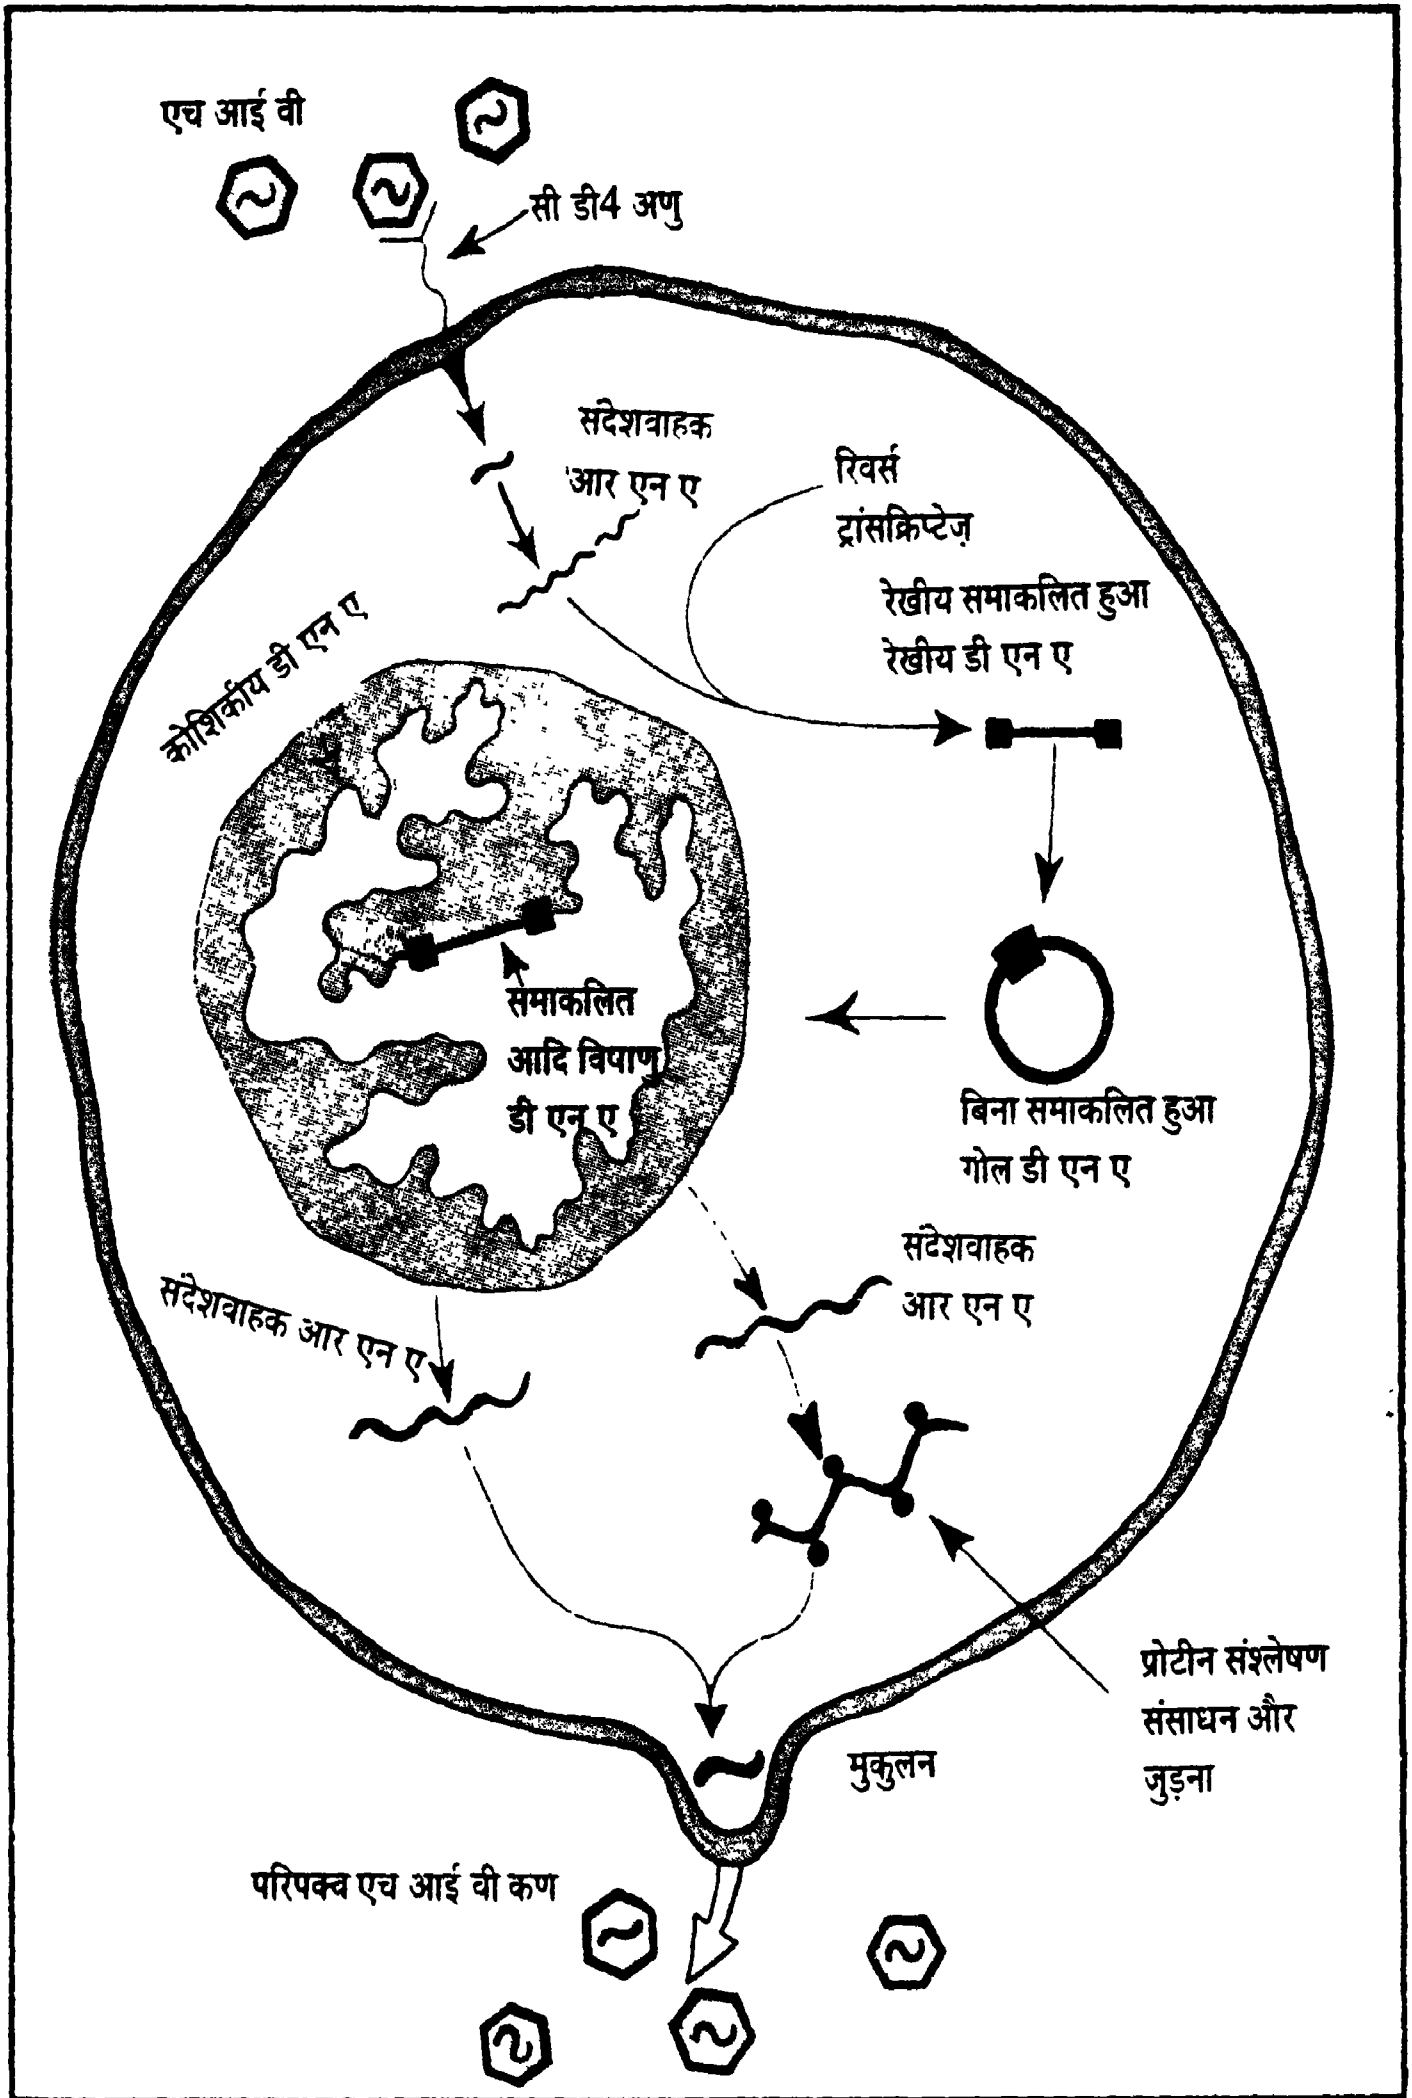 एच आई वी
सी डी4 अणु
संदेशवाहक
आर एन ए
रिवर्स
ट्रांसक्रिप्टेज़
रेखीय समाकलित हुआ
रेखीय डी एन ए
कोशिकीय डी एन ए
समाकलित
आदि विषाणु
डी एन ए
बिना समाकलित हुआ
गोल डी एन ए
संदेशवाहक
आर एन ए
संदेशवाहक आर एन ए
प्रोटीन संश्लेषण
संसाधन और
जुड़ना
मुकुलन
परिपक्व एच आई वी कण